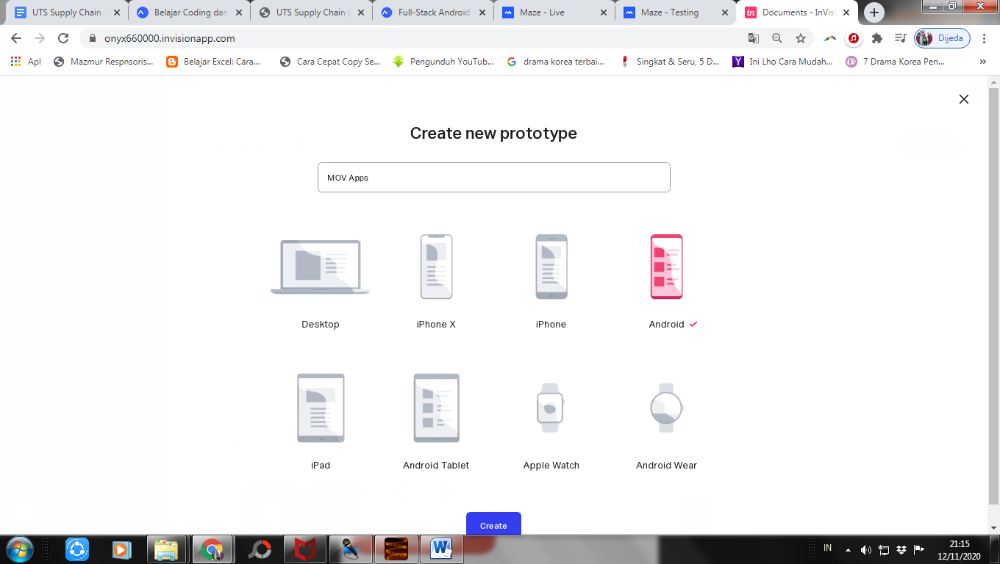 UTS Supply Chain -
Belajar Coding dan
UTS Supply Chain (
Full-Stack Android
Maze - Live
Maze - Testing
Documents - InVis
onyx660000.invisionapp.com
Dijeda
Apl
Mazmur Respnsoris...
Belajar Excel: Cara...
Cara Cepat Copy Se...
Pengunduh YouTub...
drama korea terbai...
Singkat & Seru, 5 D...
Ini Lho Cara Mudah...
7 Drama Korea Pen...
Create new prototype
MOV Apps
Desktop
iPhone X
iPhone
Android
iPad
Android Tablet
Apple Watch
Android Wear
Create
IN
21:15
12/11/2020